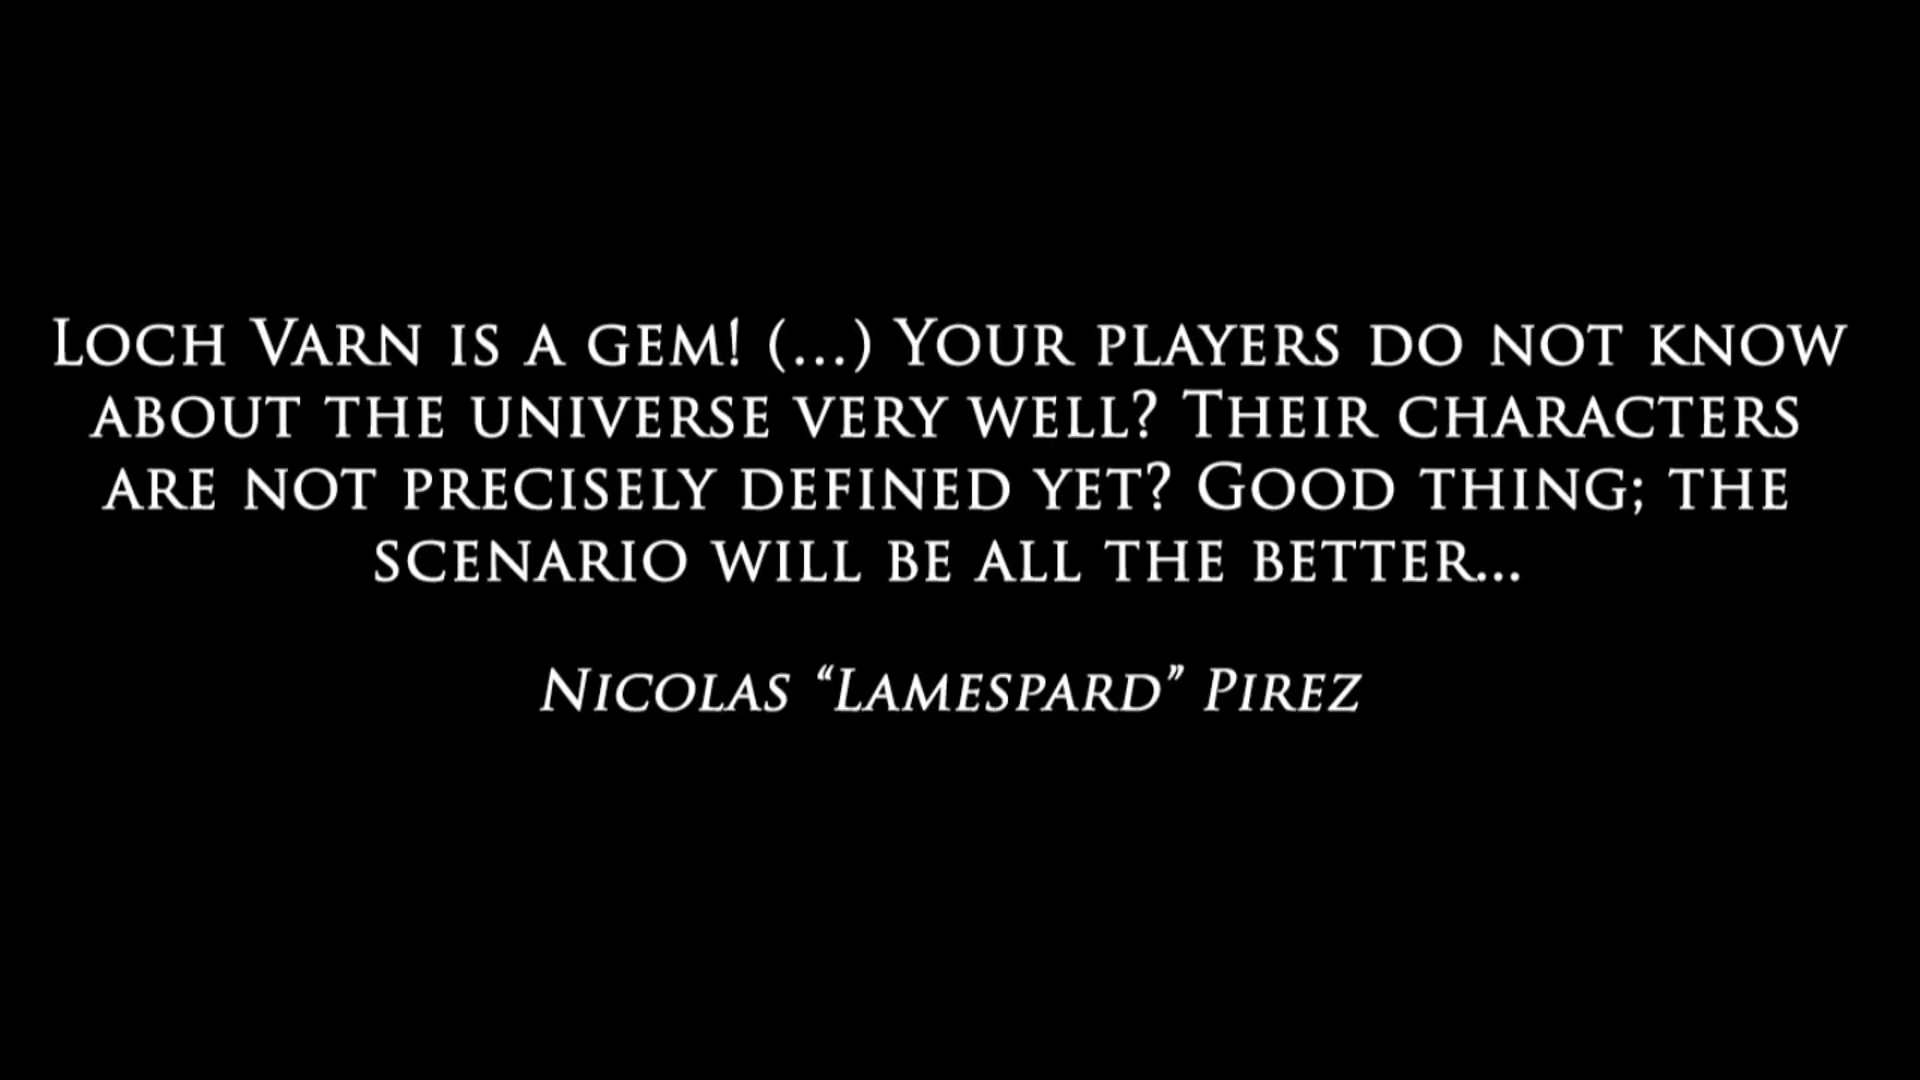 Loch Varn is a gem! (...) Your players do not know
about the universe very well? Their characters
are not precisely defined yet? Good thing; the
scenario will be all the better...
Nicolas “Lamespard” Pirez